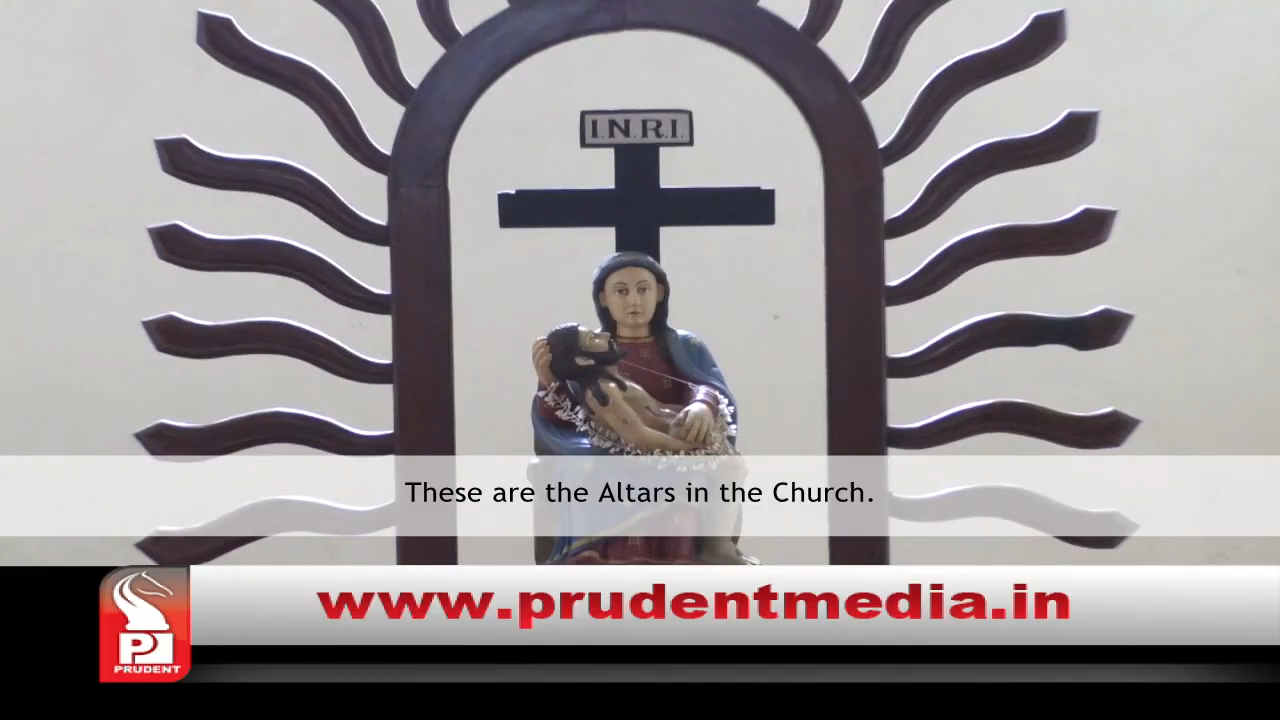 I.N.R.I.
These are the Altars in the Church.
www.prudentmedia.in
P
PRUDENT